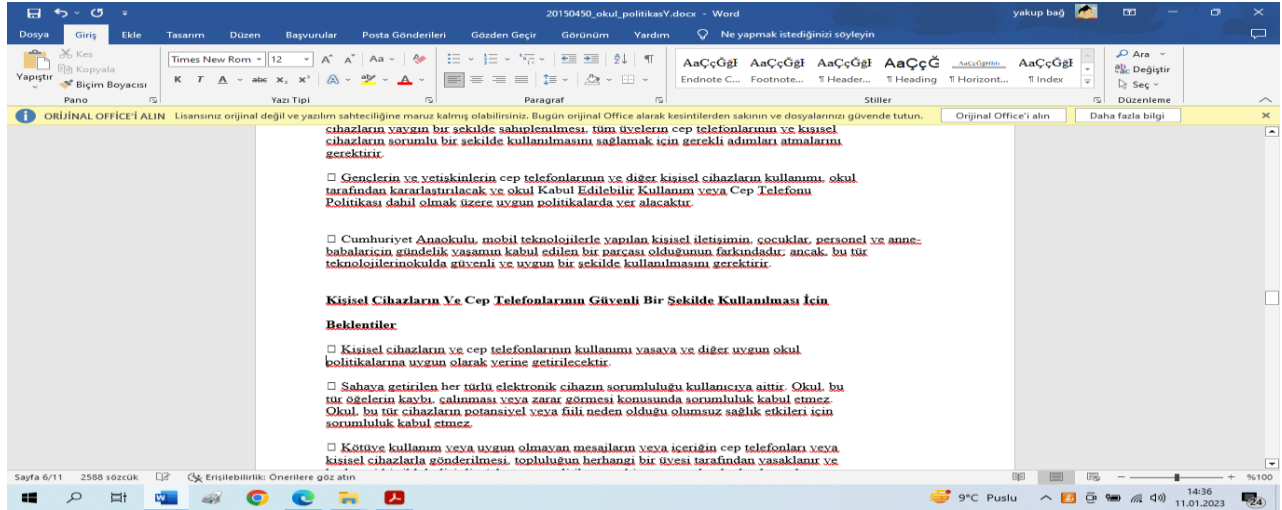 20150450_okul_politikasY.docx - Word
yakup bağ
Dosya Giriş Ekle Tasarım Düzen Başvurular Posta Gönderileri Gözden Geçir Görünüm Yardım Ne yapmak istediğinizi söyleyin
Yapıştır
Kes
Kopyala
Biçim Boyacısı
Times New Rom 12
K T A abc x₂ x²
AaÇçĞğł AaÇçĞğł AaÇçĞğł AaÇçĞ AaÇçĞğHhİ AaÇçĞğł
Endnote C... Footnote... ¶ Header... ¶ Heading ¶ Horizont... ¶ Index
Ara
Değiştir
Seç
Pano Yazı Tipi Paragraf Stiller Düzenleme
ORİJİNAL OFFİCE'İ ALIN Lisansınız orijinal değil ve yazılım sahteciliğine maruz kalmış olabilirsiniz. Bugün orijinal Office alarak kesintilerden sakının ve dosyalarınızı güvende tutun. Orijinal Office'i alın Daha fazla bilgi
cihazların yaygın bir şekilde sahiplenilmesi, tüm üyelerin cep telefonlarının ve kişisel
cihazların sorumlu bir şekilde kullanılmasını sağlamak için gerekli adımları atmalarını
gerektirir.
□ Gençlerin ve yetişkinlerin cep telefonlarının ve diğer kişisel cihazların kullanımı, okul
tarafından kararlaştırılacak ve okul Kabul Edilebilir Kullanım veya Cep Telefonu
Politikası dahil olmak üzere uygun politikalarda yer alacaktır.
□ Cumhuriyet Anaokulu, mobil teknolojilerle yapılan kişisel iletişimin, çocuklar, personel ve anne-
babalariçin gündelik yaşamın kabul edilen bir parçası olduğunun farkındadır; ancak, bu tür
teknolojilerinokulda güvenli ve uygun bir şekilde kullanılmasını gerektirir.
Kişisel Cihazların Ve Cep Telefonlarının Güvenli Bir Şekilde Kullanılması İçin
Beklentiler
□ Kişisel cihazların ve cep telefonlarının kullanımı yasaya ve diğer uygun okul
politikalarına uygun olarak yerine getirilecektir.
□ Sahaya getirilen her türlü elektronik cihazın sorumluluğu kullanıcıya aittir. Okul, bu
tür öğelerin kaybı, çalınması veya zarar görmesi konusunda sorumluluk kabul etmez.
Okul, bu tür cihazların potansiyel veya fiili neden olduğu olumsuz sağlık etkileri için
sorumluluk kabul etmez.
□ Kötüye kullanım veya uygun olmayan mesajların veya içeriğin cep telefonları veya
kişisel cihazlarla gönderilmesi, topluluğun herhangi bir üyesi tarafından yasaklanır ve
Sayfa 6/11 2588 sözcük Erişilebilirlik: Önerilere göz atın %100
9°C Puslu 14:36
11.01.2023 24